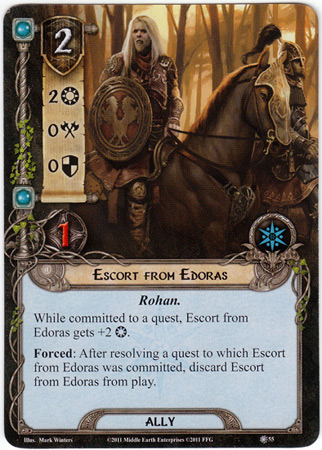 2
2
0
0
1
Escort from Edoras
Rohan.
While committed to a quest, Escort from
Edoras gets +2 .
Forced: After resolving a quest to which Escort
from Edoras was committed, discard Escort
from Edoras from play.
ALLY
Illus. Mark Winters ©2011 Middle Earth Enterprises ©2011 FFG 55